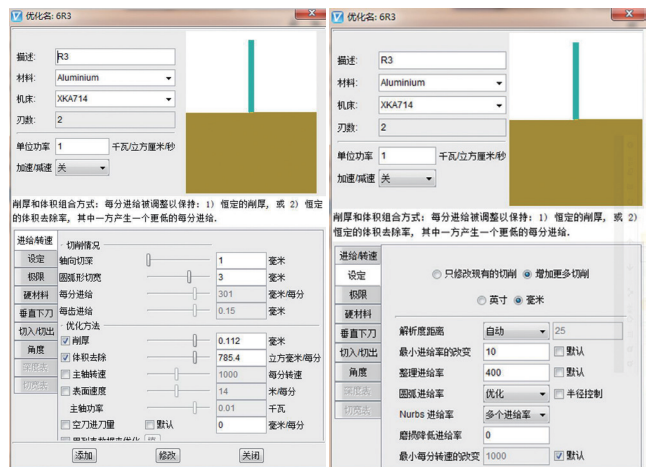 优化名: 6R3
描述: R3
材料: Aluminium
机床: XKA714
刃数: 2
单位功率 1 千瓦/立方厘米/秒
加速/减速 关
削厚和体积组合方式: 每分进给被调整以保持: 1) 恒定的削厚, 或 2) 恒定
的体积去除率, 其中一方产生一个更低的每分进给.
进给/转速
设定
极限
硬材料
垂直下刀
切入/切出
角度
深度表
切宽表
切削情况
轴向切深 1 毫米
圆弧形切宽 3 毫米
每分进给 301 毫米/每分
每齿进给 0.15 毫米
优化方法
削厚 0.112 毫米
体积去除 785.4 立方毫米/每分
主轴转速 1000 每分转速
表面速度 14 米/每分
主轴功率 0.01 千瓦
空刀进刀量 默认 0 毫米/每分
添加 修改 关闭
优化名: 6R3
描述: R3
材料: Aluminium
机床: XKA714
刃数: 2
单位功率 1 千瓦/立方厘米/秒
加速/减速 关
削厚和体积组合方式: 每分进给被调整以保持: 1) 恒定的削厚, 或 2)
恒定的体积去除率, 其中一方产生一个更低的每分进给.
进给/转速
设定
极限
硬材料
垂直下刀
切入/切出
角度
深度表
切宽表
只修改现有的切削 增加更多切削
英寸 毫米
解析度距离 自动 25
最小进给率的改变 10 默认
整理进给率 400 默认
圆弧进给率 优化 半径控制
Nurbs 进给率 多个进给率
磨损降低进给率 0
最小每分转速的改变 1000 默认